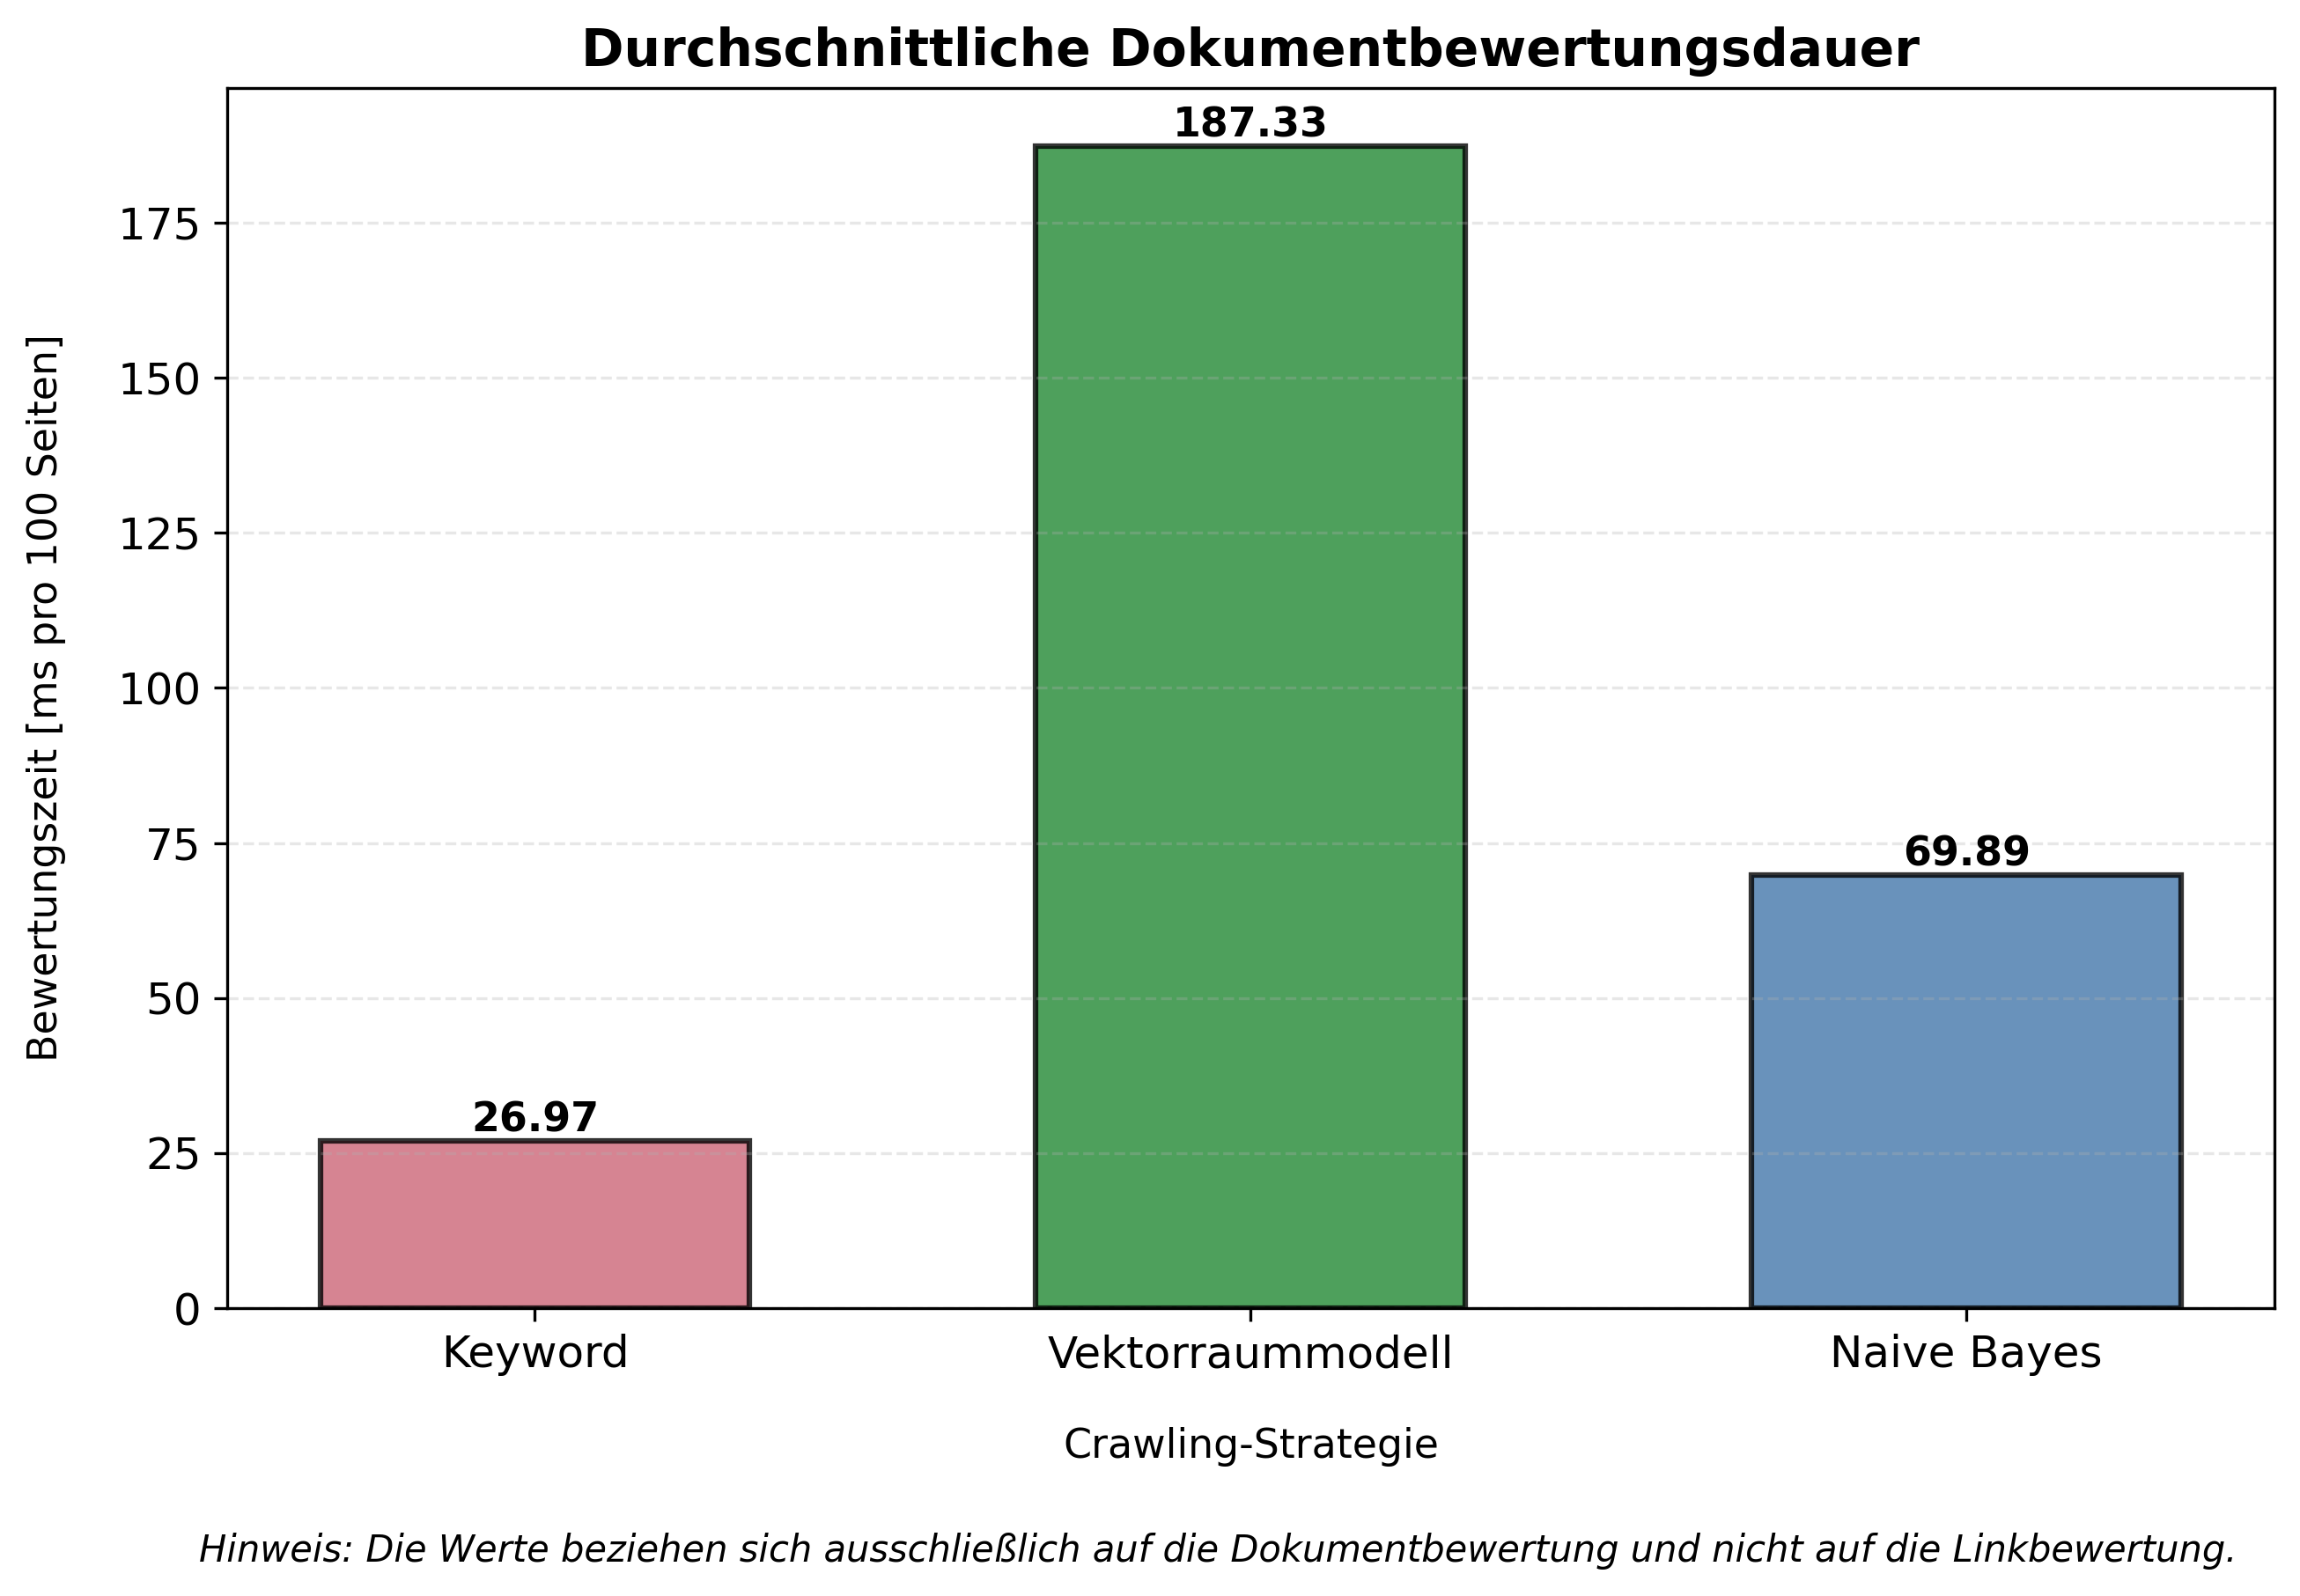 Durchschnittliche Dokumentbewertungsdauer
Bewertungszeit [ms pro 100 Seiten]
175
150
125
100
75
50
25
0
26.97
187.33
69.89
Keyword
Vektorraummodell
Naive Bayes
Crawling-Strategie
Hinweis: Die Werte beziehen sich ausschließlich auf die Dokumentbewertung und nicht auf die Linkbewertung.